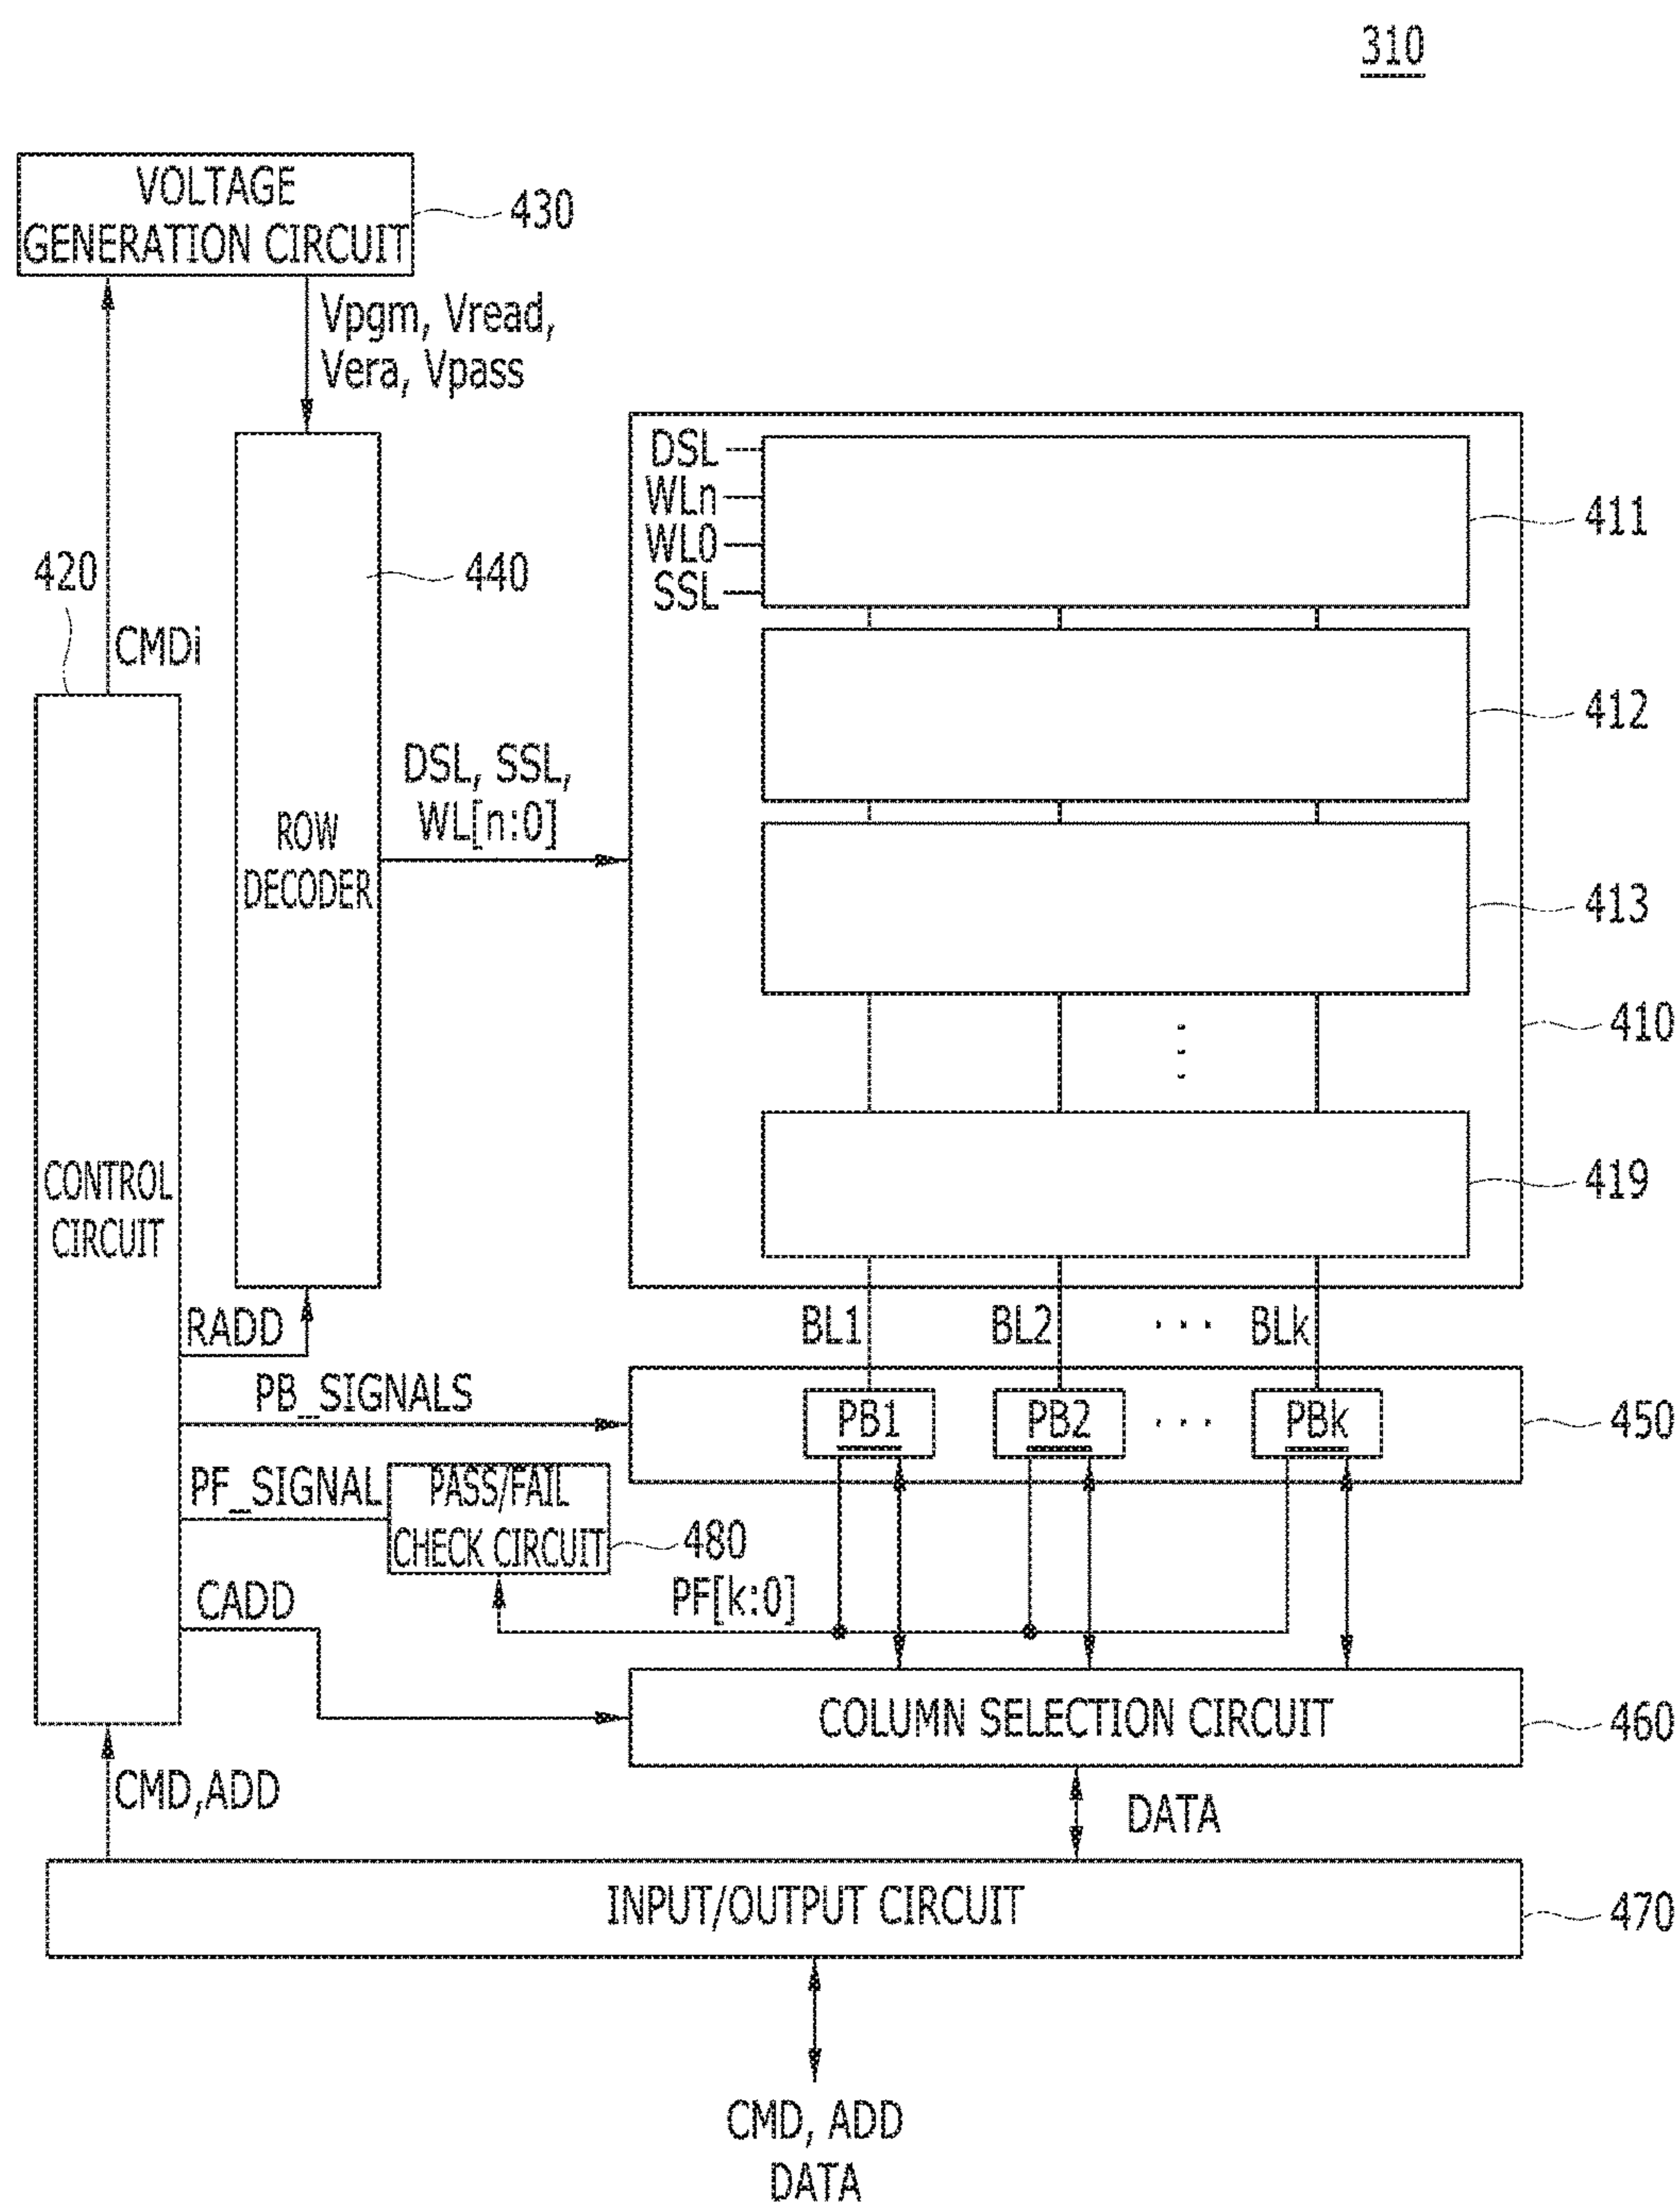 310
VOLTAGE
GENERATION CIRCUIT
430
Vpgm, Vread,
Vera, Vpass
DSL
WLn
WL0
SSL
411
420
440
CMDi
412
DSL, SSL,
WL[n:0]
ROW
DECODER
413
410
CONTROL
CIRCUIT
419
RADD
BL1
BL2
...
BLk
PB_SIGNALS
PB1
PB2
...
PBk
450
PF_SIGNAL
PASS/FAIL
CHECK CIRCUIT
480
PF[k:0]
CADD
COLUMN SELECTION CIRCUIT
460
CMD,ADD
DATA
INPUT/OUTPUT CIRCUIT
470
CMD, ADD
DATA